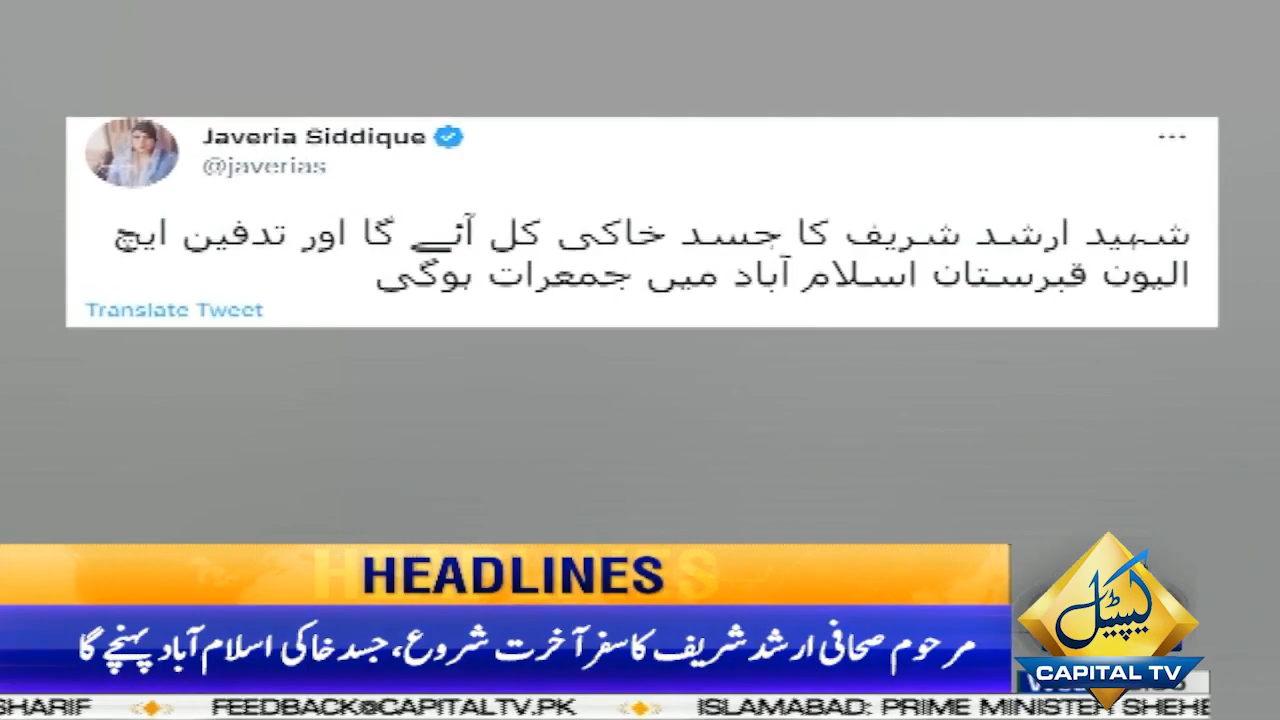 Javeria Siddique
@javerias
شہید ارشد شریف کا جسد خاکی کل آئے گا اور تدفین ایچ
الیون قبرستان اسلام آباد میں جمعرات ہوگی
Translate Tweet
HEADLINES
مرحوم صحافی ارشد شریف کا سفر آخرت شروع، جسد خاکی اسلام آباد پہنچے گا
کیپیٹل
CAPITAL TV
SHARIF FEEDBACK@CAPITALTV.PK ISLAMABAD: PRIME MINISTER SHEHB